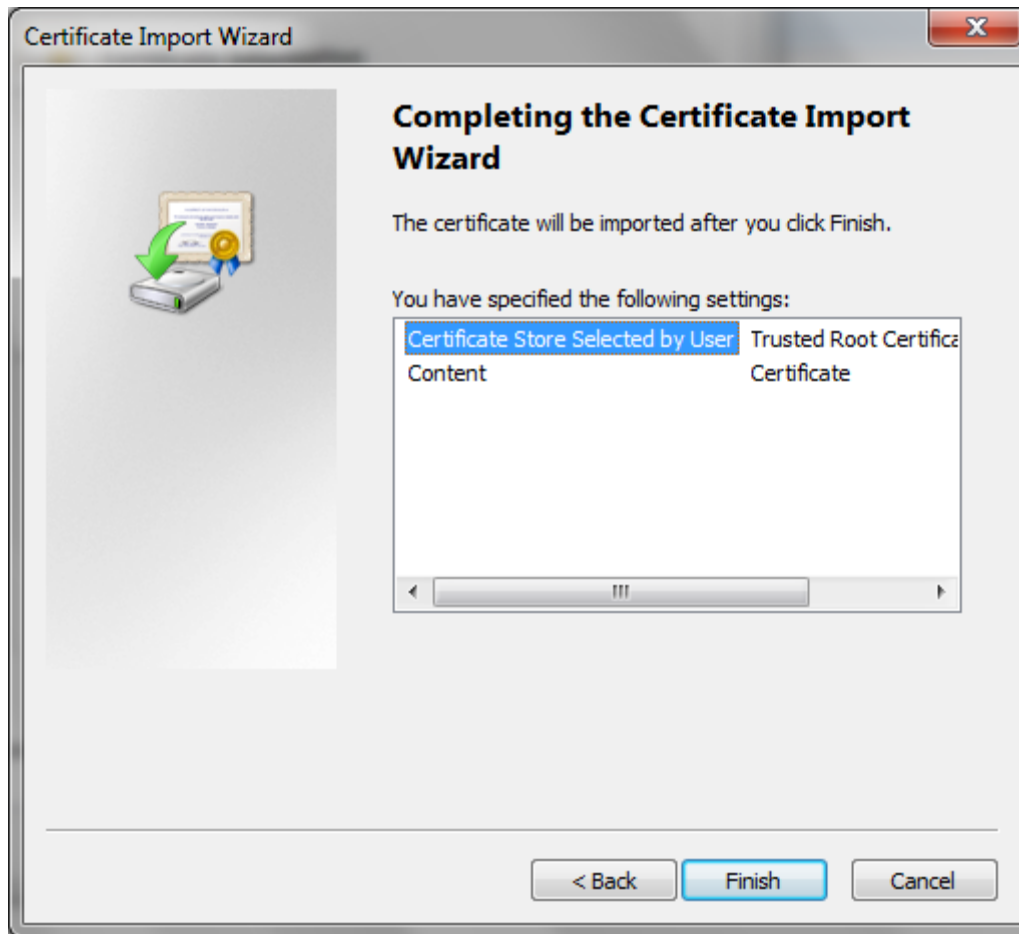 Certificate Import Wizard
Completing the Certificate Import
Wizard
The certificate will be imported after you click Finish.
You have specified the following settings:
Certificate Store Selected by User Trusted Root Certifica
Content Certificate
< Back Finish Cancel